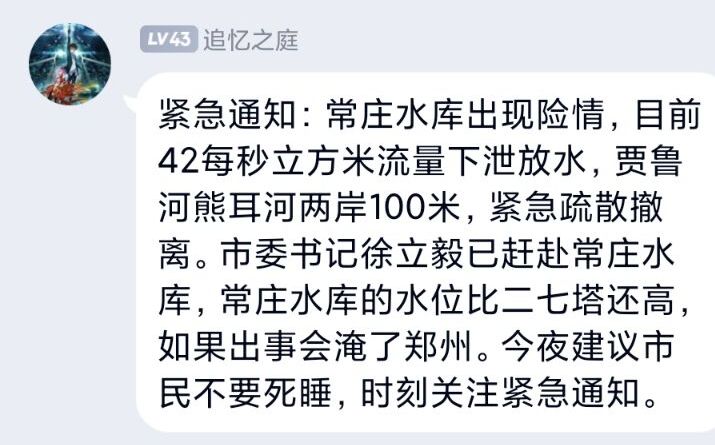 LV43 追忆之庭
紧急通知：常庄水库出现险情，目前
42每秒立方米流量下泄放水，贾鲁
河熊耳河两岸100米，紧急疏散撤
离。市委书记徐立毅已赶赴常庄水
库，常庄水库的水位比二七塔还高，
如果出事会淹了郑州。今夜建议市
民不要死睡，时刻关注紧急通知。